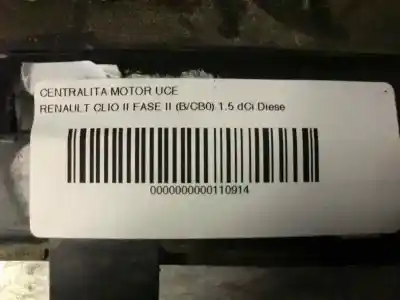 CENTRALITA MOTOR UCE
RENAULT CLIO II FASE II (B/CB0) 1.5 dCi Diese
0000000000110914